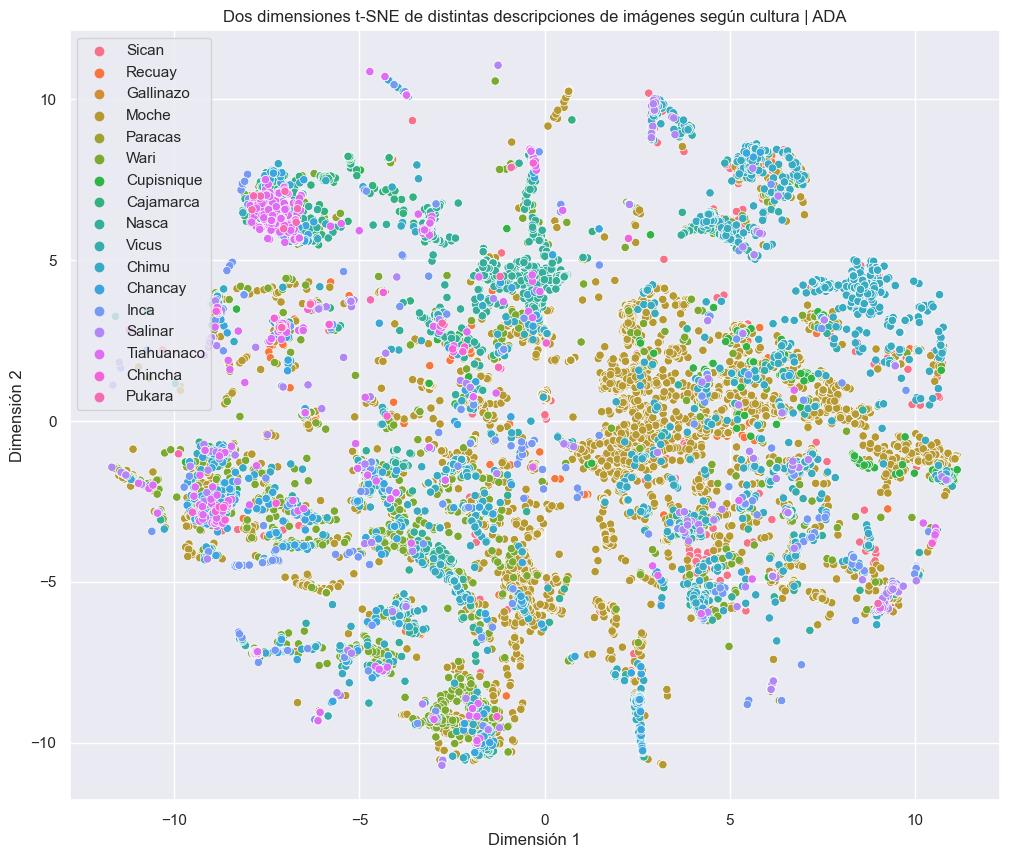 Dos dimensiones t-SNE de distintas descripciones de imágenes según cultura | ADA
Sican
Recuay
Gallinazo
Moche
Paracas
Wari
Cupisnique
Cajamarca
Nasca
Vicus
Chimu
Chancay
Inca
Salinar
Tiahuanaco
Chincha
Pukara
10
5
0
−5
−10
Dimensión 2
−10
−5
0
5
10
Dimensión 1